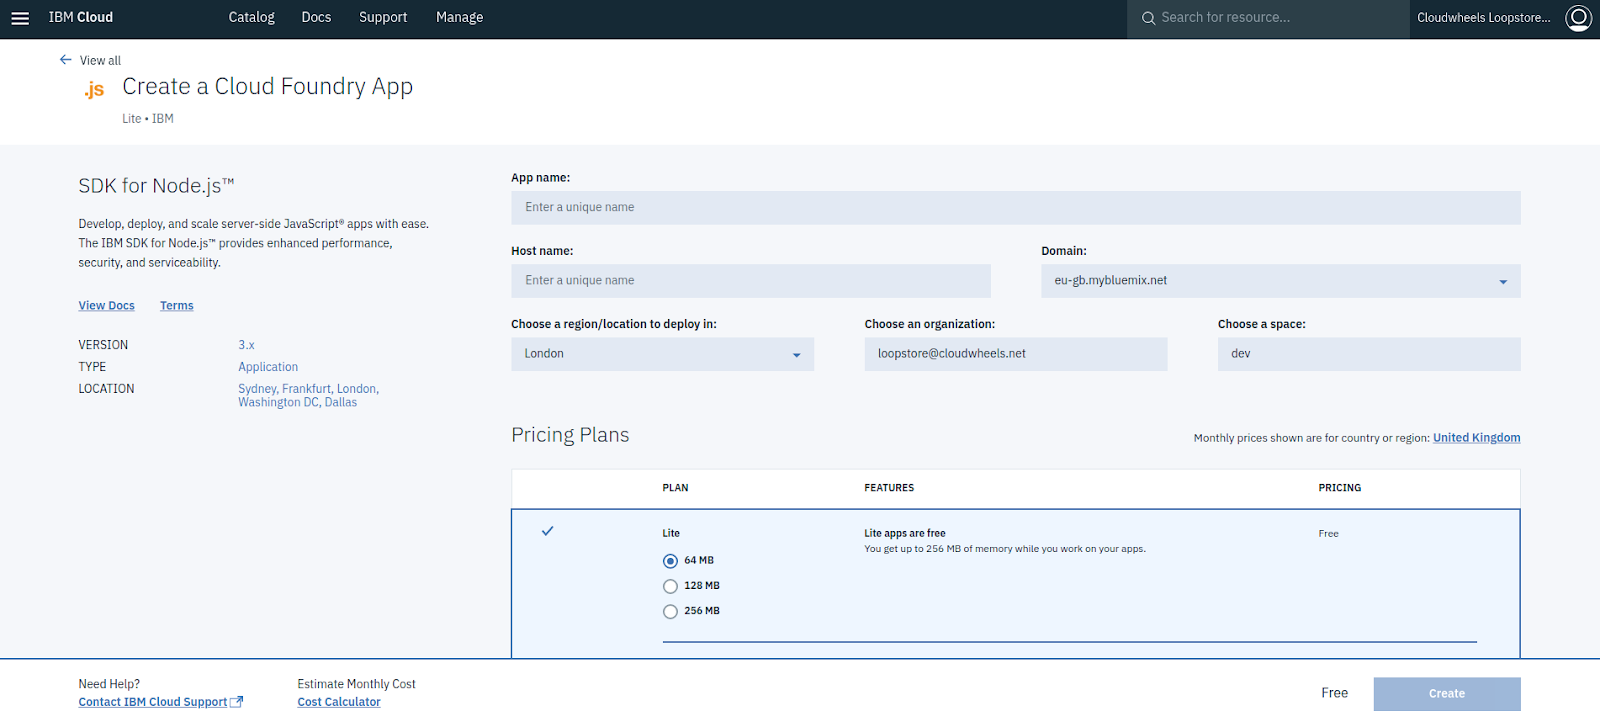 IBM Cloud Catalog Docs Support Manage Search for resource... Cloudwheels Loopstore...
View all
.js Create a Cloud Foundry App
Lite • IBM
SDK for Node.js™
Develop, deploy, and scale server-side JavaScript® apps with ease.
The IBM SDK for Node.js™ provides enhanced performance,
security, and serviceability.
View Docs Terms
VERSION 3.x
TYPE Application
LOCATION Sydney, Frankfurt, London,
Washington DC, Dallas
App name:
Enter a unique name
Host name: Domain:
Enter a unique name eu-gb.mybluemix.net
Choose a region/location to deploy in: Choose an organization: Choose a space:
London loopstore@cloudwheels.net dev
Pricing Plans
Monthly prices shown are for country or region: United Kingdom
PLAN FEATURES PRICING
Lite Lite apps are free Free
You get up to 256 MB of memory while you work on your apps.
64 MB
128 MB
256 MB
Need Help? Estimate Monthly Cost
Contact IBM Cloud Support Cost Calculator
Free Create